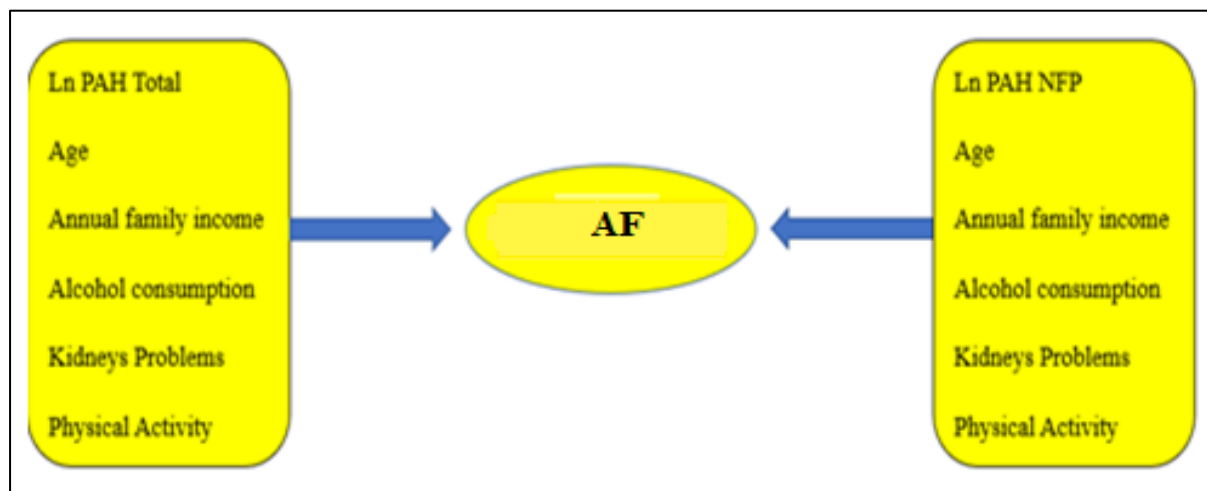 Ln PAH Total
Age
Annual family income
Alcohol consumption
Kidneys Problems
Physical Activity
AF
Ln PAH NFP
Age
Annual family income
Alcohol consumption
Kidneys Problems
Physical Activity